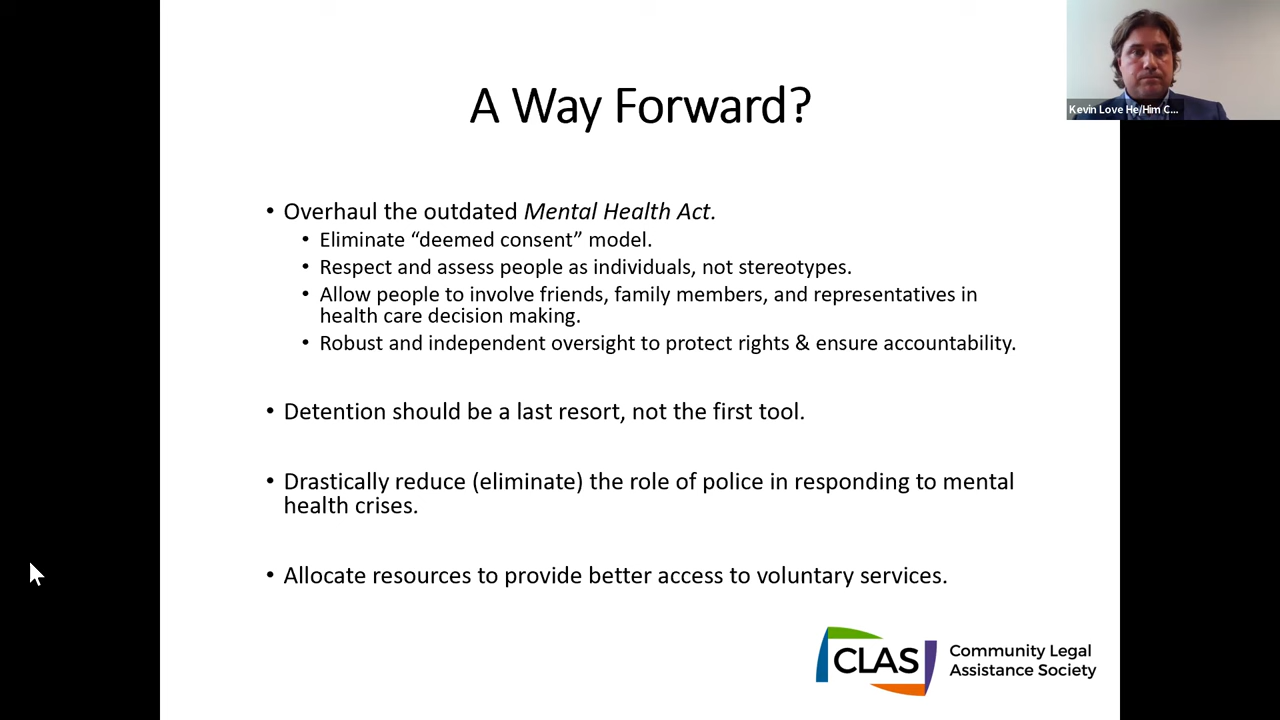 A Way Forward?
Kevin Love He/Him C...
• Overhaul the outdated Mental Health Act.
• Eliminate “deemed consent” model.
• Respect and assess people as individuals, not stereotypes.
• Allow people to involve friends, family members, and representatives in
health care decision making.
• Robust and independent oversight to protect rights & ensure accountability.
• Detention should be a last resort, not the first tool.
• Drastically reduce (eliminate) the role of police in responding to mental
health crises.
• Allocate resources to provide better access to voluntary services.
CLAS
Community Legal
Assistance Society